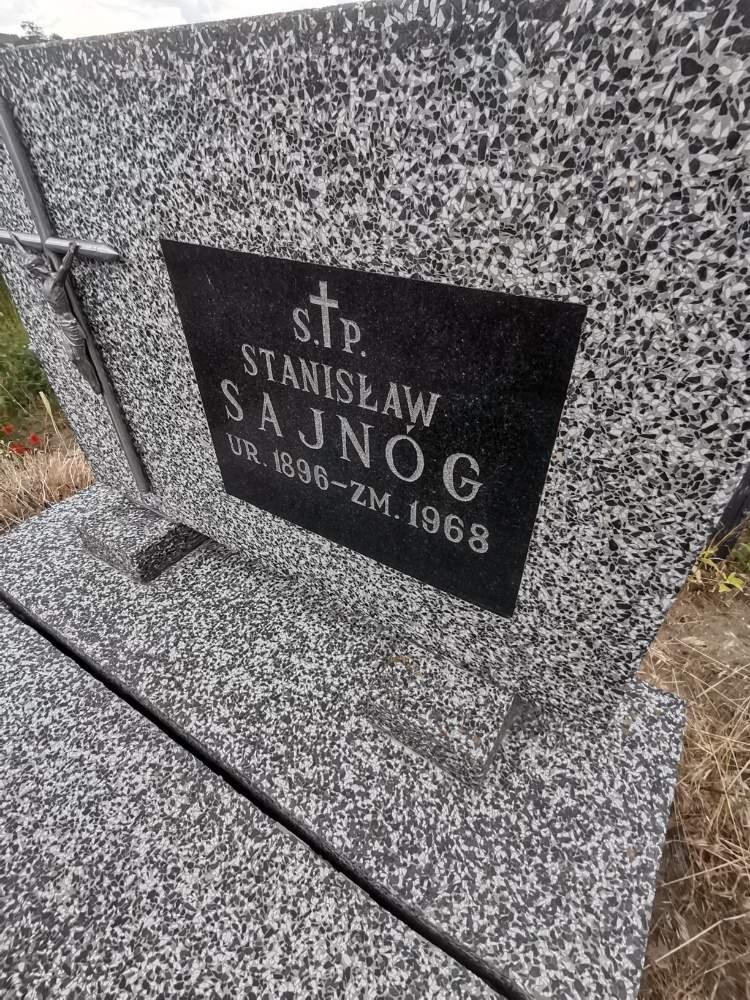 S.†P.
STANISŁAW
SAJNÓG
UR. 1896-ZM. 1968